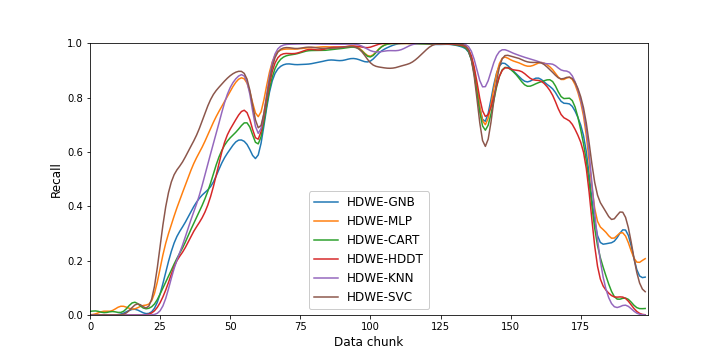 1.0
0.8
0.6
0.4
0.2
0.0
Recall
HDWE-GNB
HDWE-MLP
HDWE-CART
HDWE-HDDT
HDWE-KNN
HDWE-SVC
0 25 50 75 100 125 150 175
Data chunk